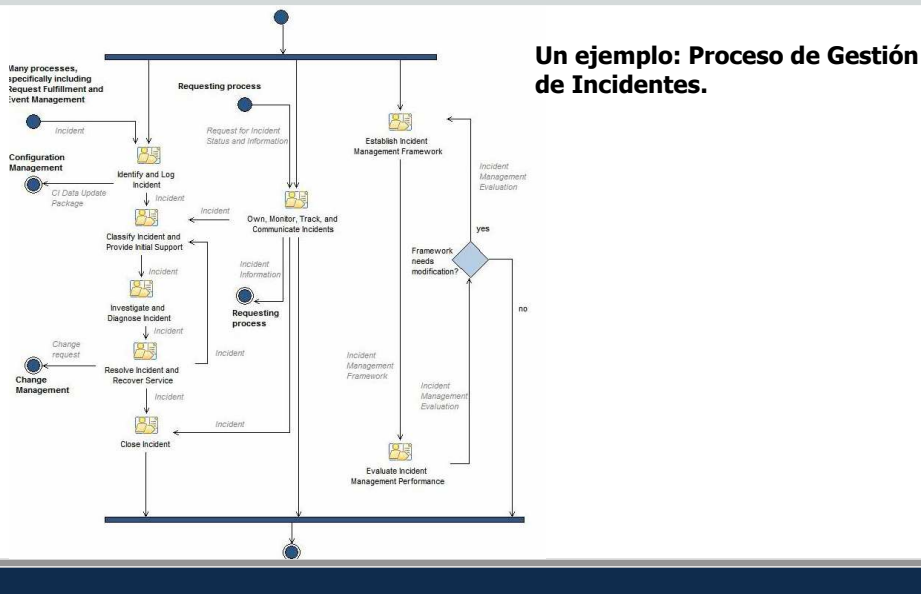 Un ejemplo: Proceso de Gestión
de Incidentes.
Many processes,
specifically including
Request Fulfillment and
Event Management
Incident
Requesting process
Request for Incident
Status and Information
Configuration
Management
CI Data Update
Package
Identify and Log
Incident
Incident
Incident
Classify Incident and
Provide Initial Support
Own, Monitor, Track, and
Communicate Incidents
Incident
Information
Requesting
process
Incident
Investigate and
Diagnose Incident
Incident
Change
request
Change
Management
Resolve Incident and
Recover Service
Incident
Incident
Incident
Close Incident
Establish Incident
Management Framework
Incident
Management
Evaluation
yes
Framework
needs
modification?
no
Incident
Management
Framework
Incident
Management
Evaluation
Evaluate Incident
Management Performance